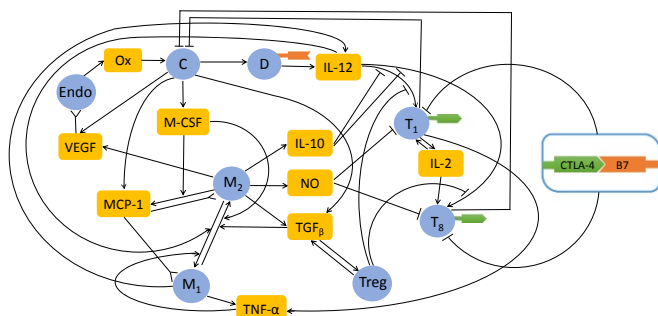 Ox
C
D
IL-12
Endo
M-CSF
T1
IL-10
VEGF
IL-2
CTLA-4
B7
M2
NO
MCP-1
T8
TGFβ
M1
Treg
TNF-α